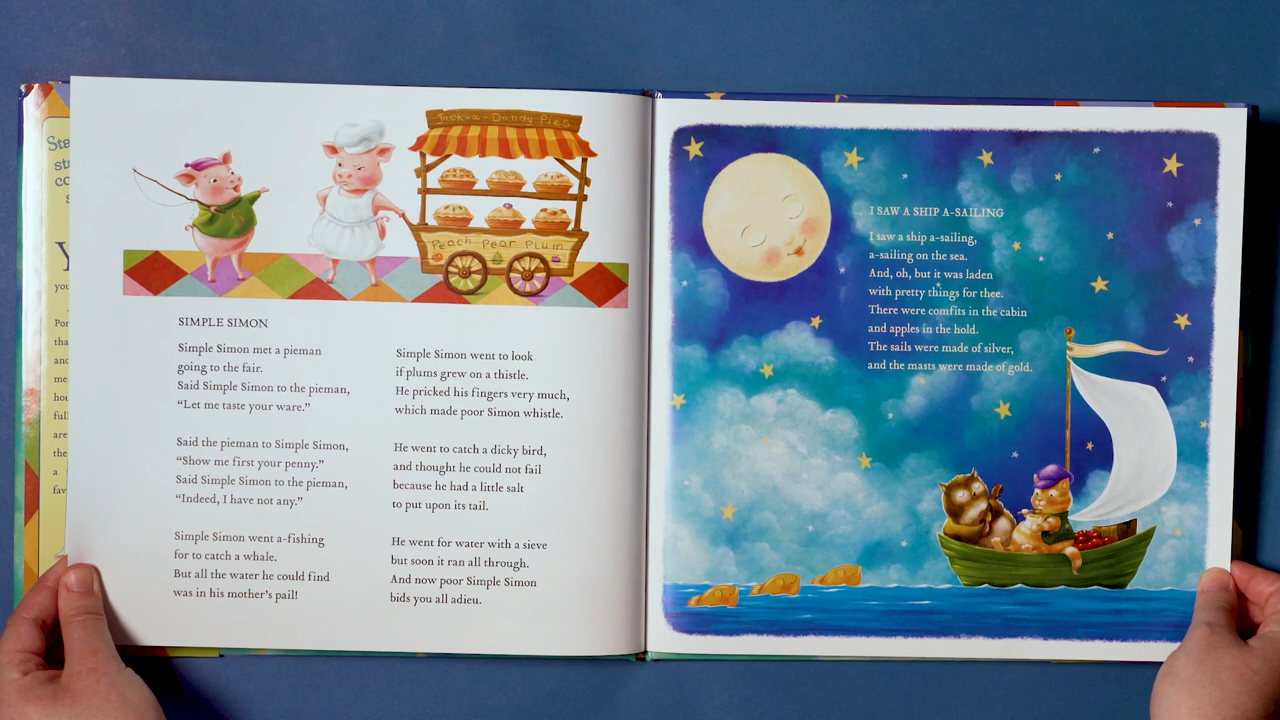 Jack-a-Dandy Pies
Peach Pear Plum
SIMPLE SIMON
Simple Simon met a pieman
going to the fair.
Said Simple Simon to the pieman,
“Let me taste your ware.”
Said the pieman to Simple Simon,
“Show me first your penny.”
Said Simple Simon to the pieman,
“Indeed, I have not any.”
Simple Simon went a-fishing
for to catch a whale.
But all the water he could find
was in his mother’s pail!
Simple Simon went to look
if plums grew on a thistle.
He pricked his fingers very much,
which made poor Simon whistle.
He went to catch a dicky bird,
and thought he could not fail
because he had a little salt
to put upon its tail.
He went for water with a sieve
but soon it ran all through.
And now poor Simple Simon
bids you all adieu.
I SAW A SHIP A-SAILING
I saw a ship a-sailing,
a-sailing on the sea.
And, oh, but it was laden
with pretty things for thee.
There were comfits in the cabin
and apples in the hold.
The sails were made of silver,
and the masts were made of gold.